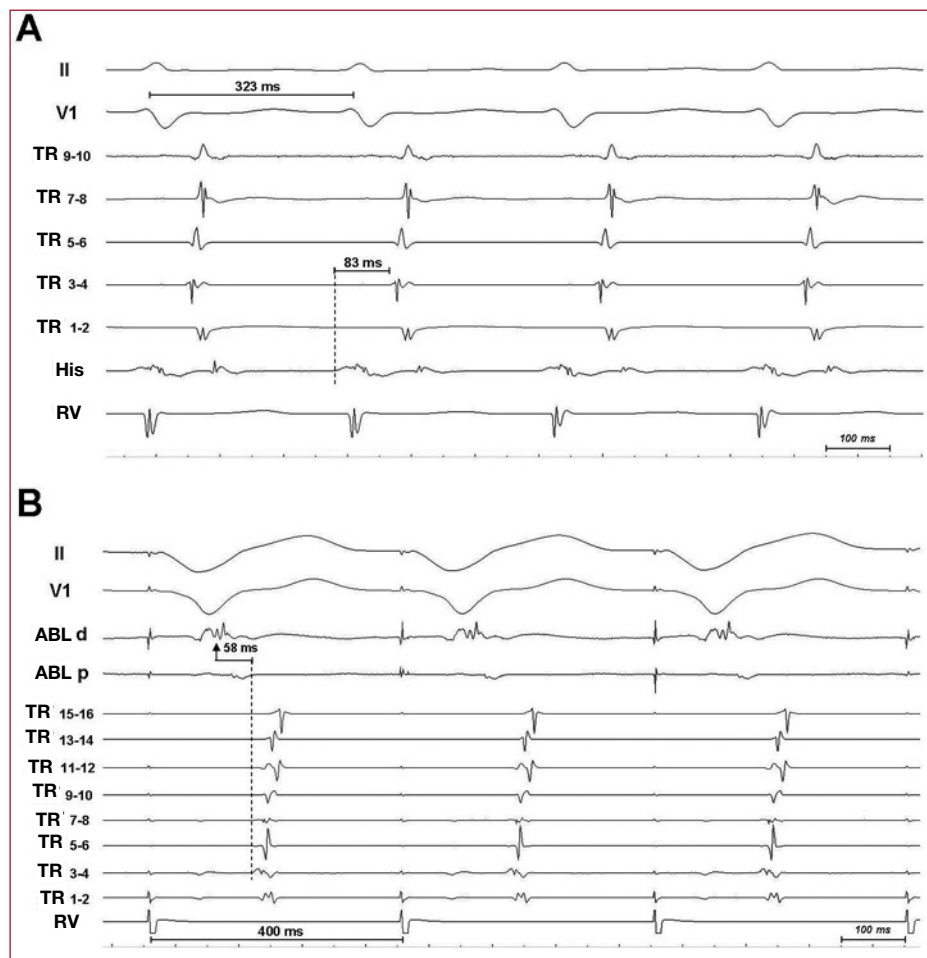 A
II
323 ms
V1
TR 9-10
TR 7-8
TR 5-6
83 ms
TR 3-4
TR 1-2
His
RV
100 ms
B
II
V1
ABL d
58 ms
ABL p
TR 15-16
TR 13-14
TR 11-12
TR 9-10
TR 7-8
TR 5-6
TR 3-4
TR 1-2
RV
400 ms
100 ms